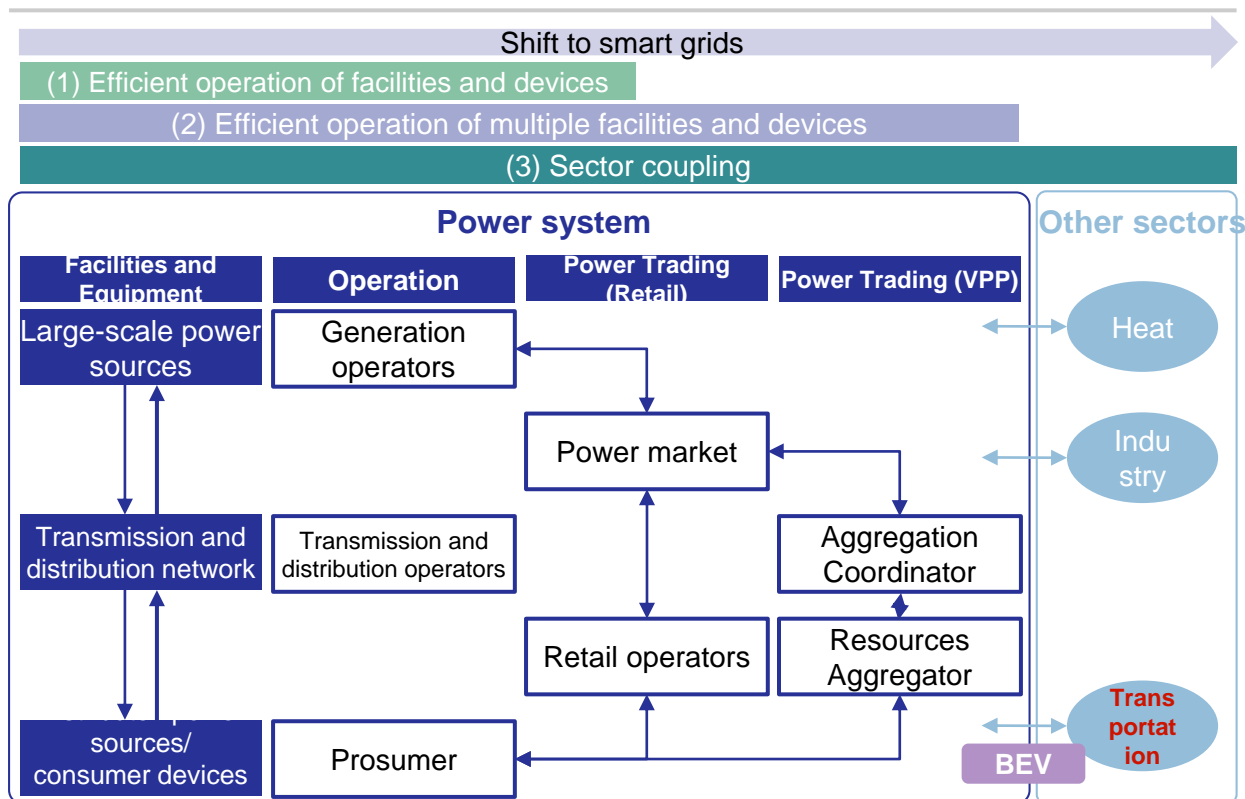 Shift to smart grids
(1) Efficient operation of facilities and devices
(2) Efficient operation of multiple facilities and devices
(3) Sector coupling
Power system
Other sectors
Facilities and
Equipment
Operation
Power Trading
(Retail)
Power Trading (VPP)
Large-scale power
sources
Generation
operators
Heat
Power market
Indu
stry
Transmission and
distribution network
Transmission and
distribution operators
Aggregation
Coordinator
Retail operators
Resources
Aggregator
Trans
portat
ion
sources/
consumer devices
Prosumer
BEV